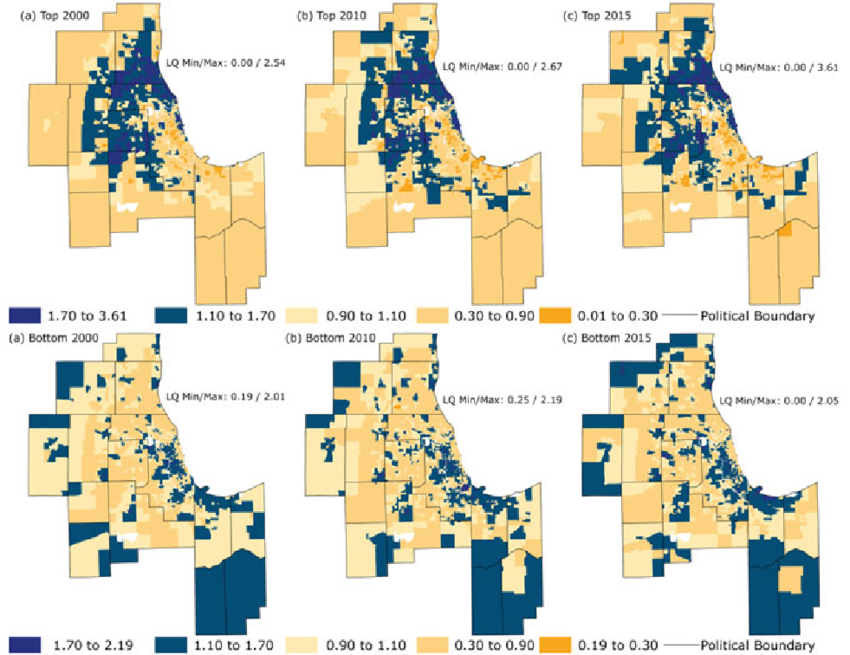 (a) Top 2000
LQ Min/Max: 0.00 / 2.54
(b) Top 2010
LQ Min/Max: 0.00 / 2.67
(c) Top 2015
LQ Min/Max: 0.00 / 3.61
1.70 to 3.61 1.10 to 1.70 0.90 to 1.10 0.30 to 0.90 0.01 to 0.30 Political Boundary
(a) Bottom 2000
LQ Min/Max: 0.19 / 2.01
(b) Bottom 2010
LQ Min/Max: 0.25 / 2.19
(c) Bottom 2015
LQ Min/Max: 0.00 / 2.05
1.70 to 2.19 1.10 to 1.70 0.90 to 1.10 0.30 to 0.90 0.19 to 0.30 Political Boundary